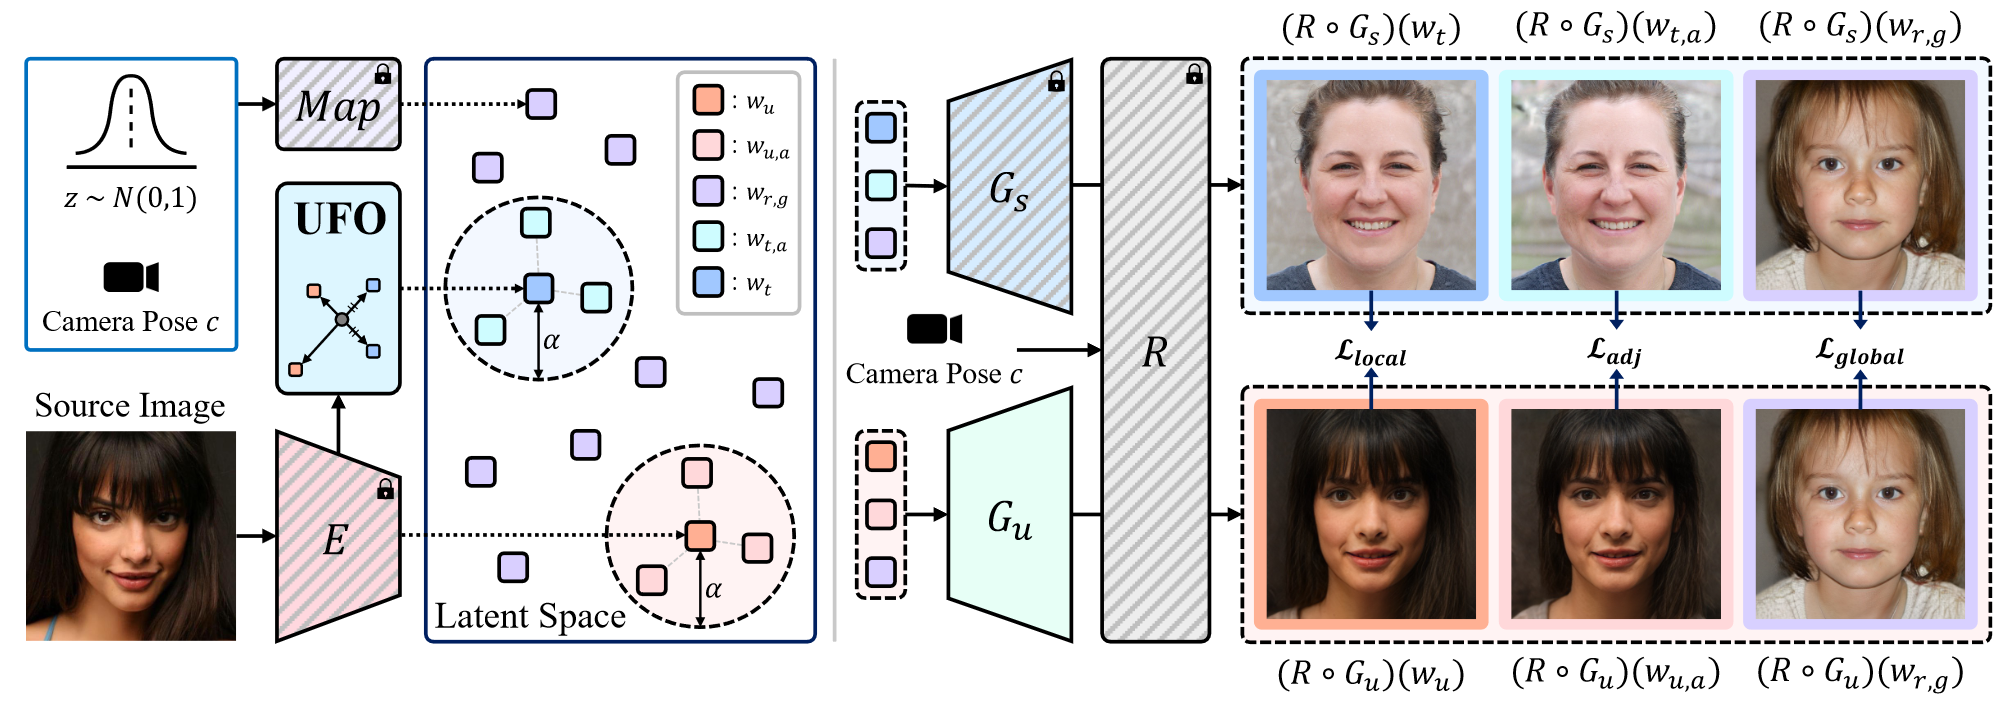 z ~ N(0,1)
Camera Pose c
Map
UFO
Source Image
E
Latent Space
α
α
: w_u
: w_{u,a}
: w_{r,g}
: w_{t,a}
: w_t
G_s
Camera Pose c
G_u
R
(R ∘ G_s)(w_t)
(R ∘ G_s)(w_{t,a})
(R ∘ G_s)(w_{r,g})
ℒ_local
ℒ_adj
ℒ_global
(R ∘ G_u)(w_u)
(R ∘ G_u)(w_{u,a})
(R ∘ G_u)(w_{r,g})